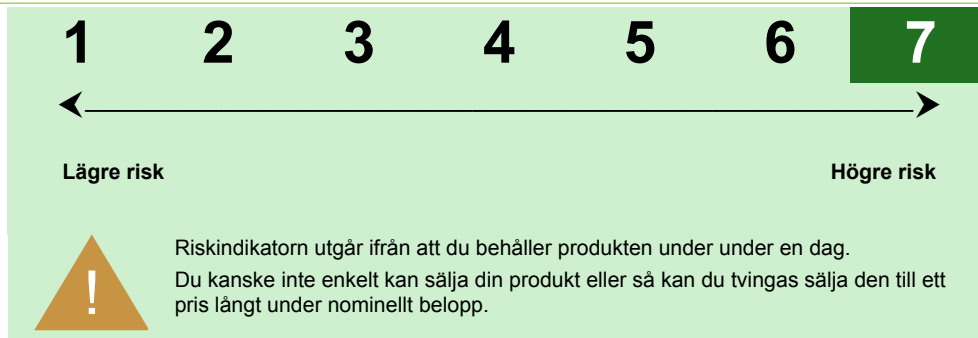 1 2 3 4 5 6 7
Lägre risk Högre risk
! Riskindikatorn utgår ifrån att du behåller produkten under under en dag.
Du kanske inte enkelt kan sälja din produkt eller så kan du tvingas sälja den till ett
pris långt under nominellt belopp.